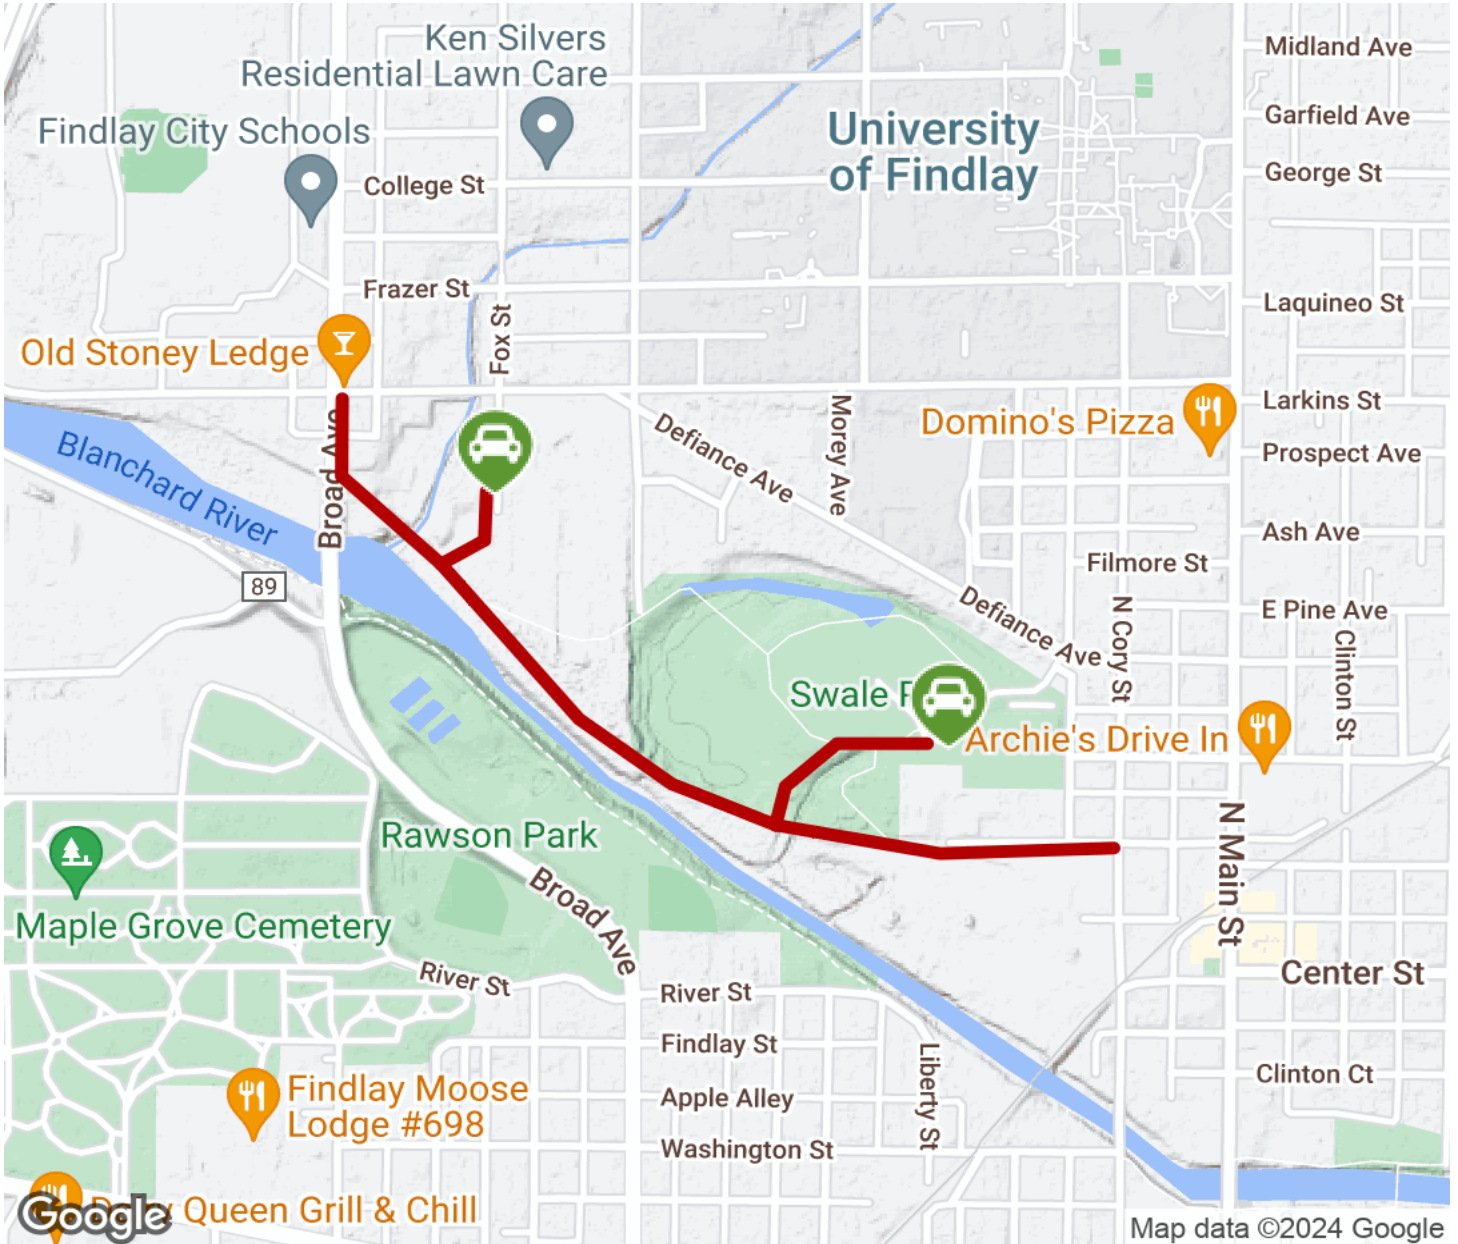 Ken Silvers
Residential Lawn Care
Midland Ave
Findlay City Schools
University
of Findlay
Garfield Ave
College St
George St
Frazer St
Laquineo St
Fox St
Old Stoney Ledge
Larkins St
Morey Ave
Domino's Pizza
Defiance Ave
Prospect Ave
Broad Ave
Blanchard River
Ash Ave
Filmore St
89
Defiance Ave
N Cory St
E Pine Ave
Clinton St
Swale
Archie's Drive In
Rawson Park
N Main St
Broad Ave
Maple Grove Cemetery
River St
River St
Center St
Findlay St
Liberty St
Clinton Ct
Findlay Moose
Lodge #698
Apple Alley
Washington St
Queen Grill & Chill
Google
Map data ©2024 Google